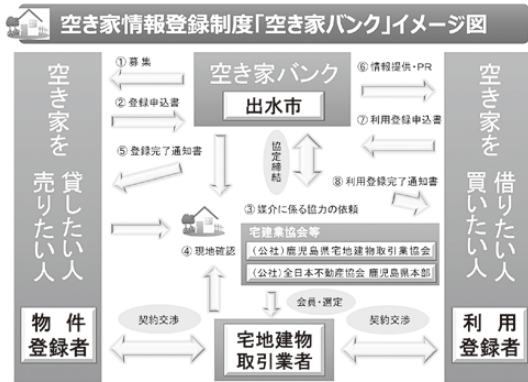 空き家情報登録制度「空き家バンク」イメージ図
空き家を
貸したい人
売りたい人
物件
登録者
①募集
②登録申込書
⑤登録完了通知書
空き家バンク
出水市
協定締結
⑥情報提供・PR
⑦利用登録申込書
⑧利用登録完了通知書
③媒介に係る協力の依頼
④現地確認
宅建業協会等
(公社)鹿児島県宅地建物取引業協会
(公社)全日本不動産協会 鹿児島県本部
会員・選定
契約交渉
宅地建物
取引業者
契約交渉
空き家を
借りたい人
買いたい人
利用
登録者